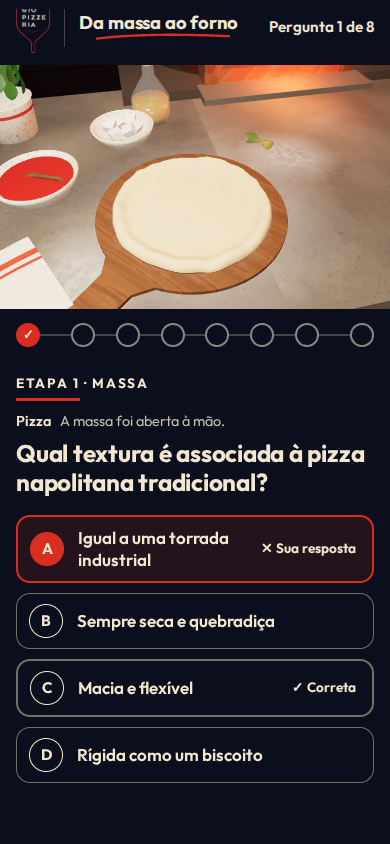 GIO
PIZZE
RIA
Da massa ao forno
Pergunta 1 de 8
✓
ETAPA 1 · MASSA
Pizza A massa foi aberta à mão.
Qual textura é associada à pizza
napolitana tradicional?
A Igual a uma torrada
industrial
✕ Sua resposta
B Sempre seca e quebradiça
C Macia e flexível ✓ Correta
D Rígida como um biscoito